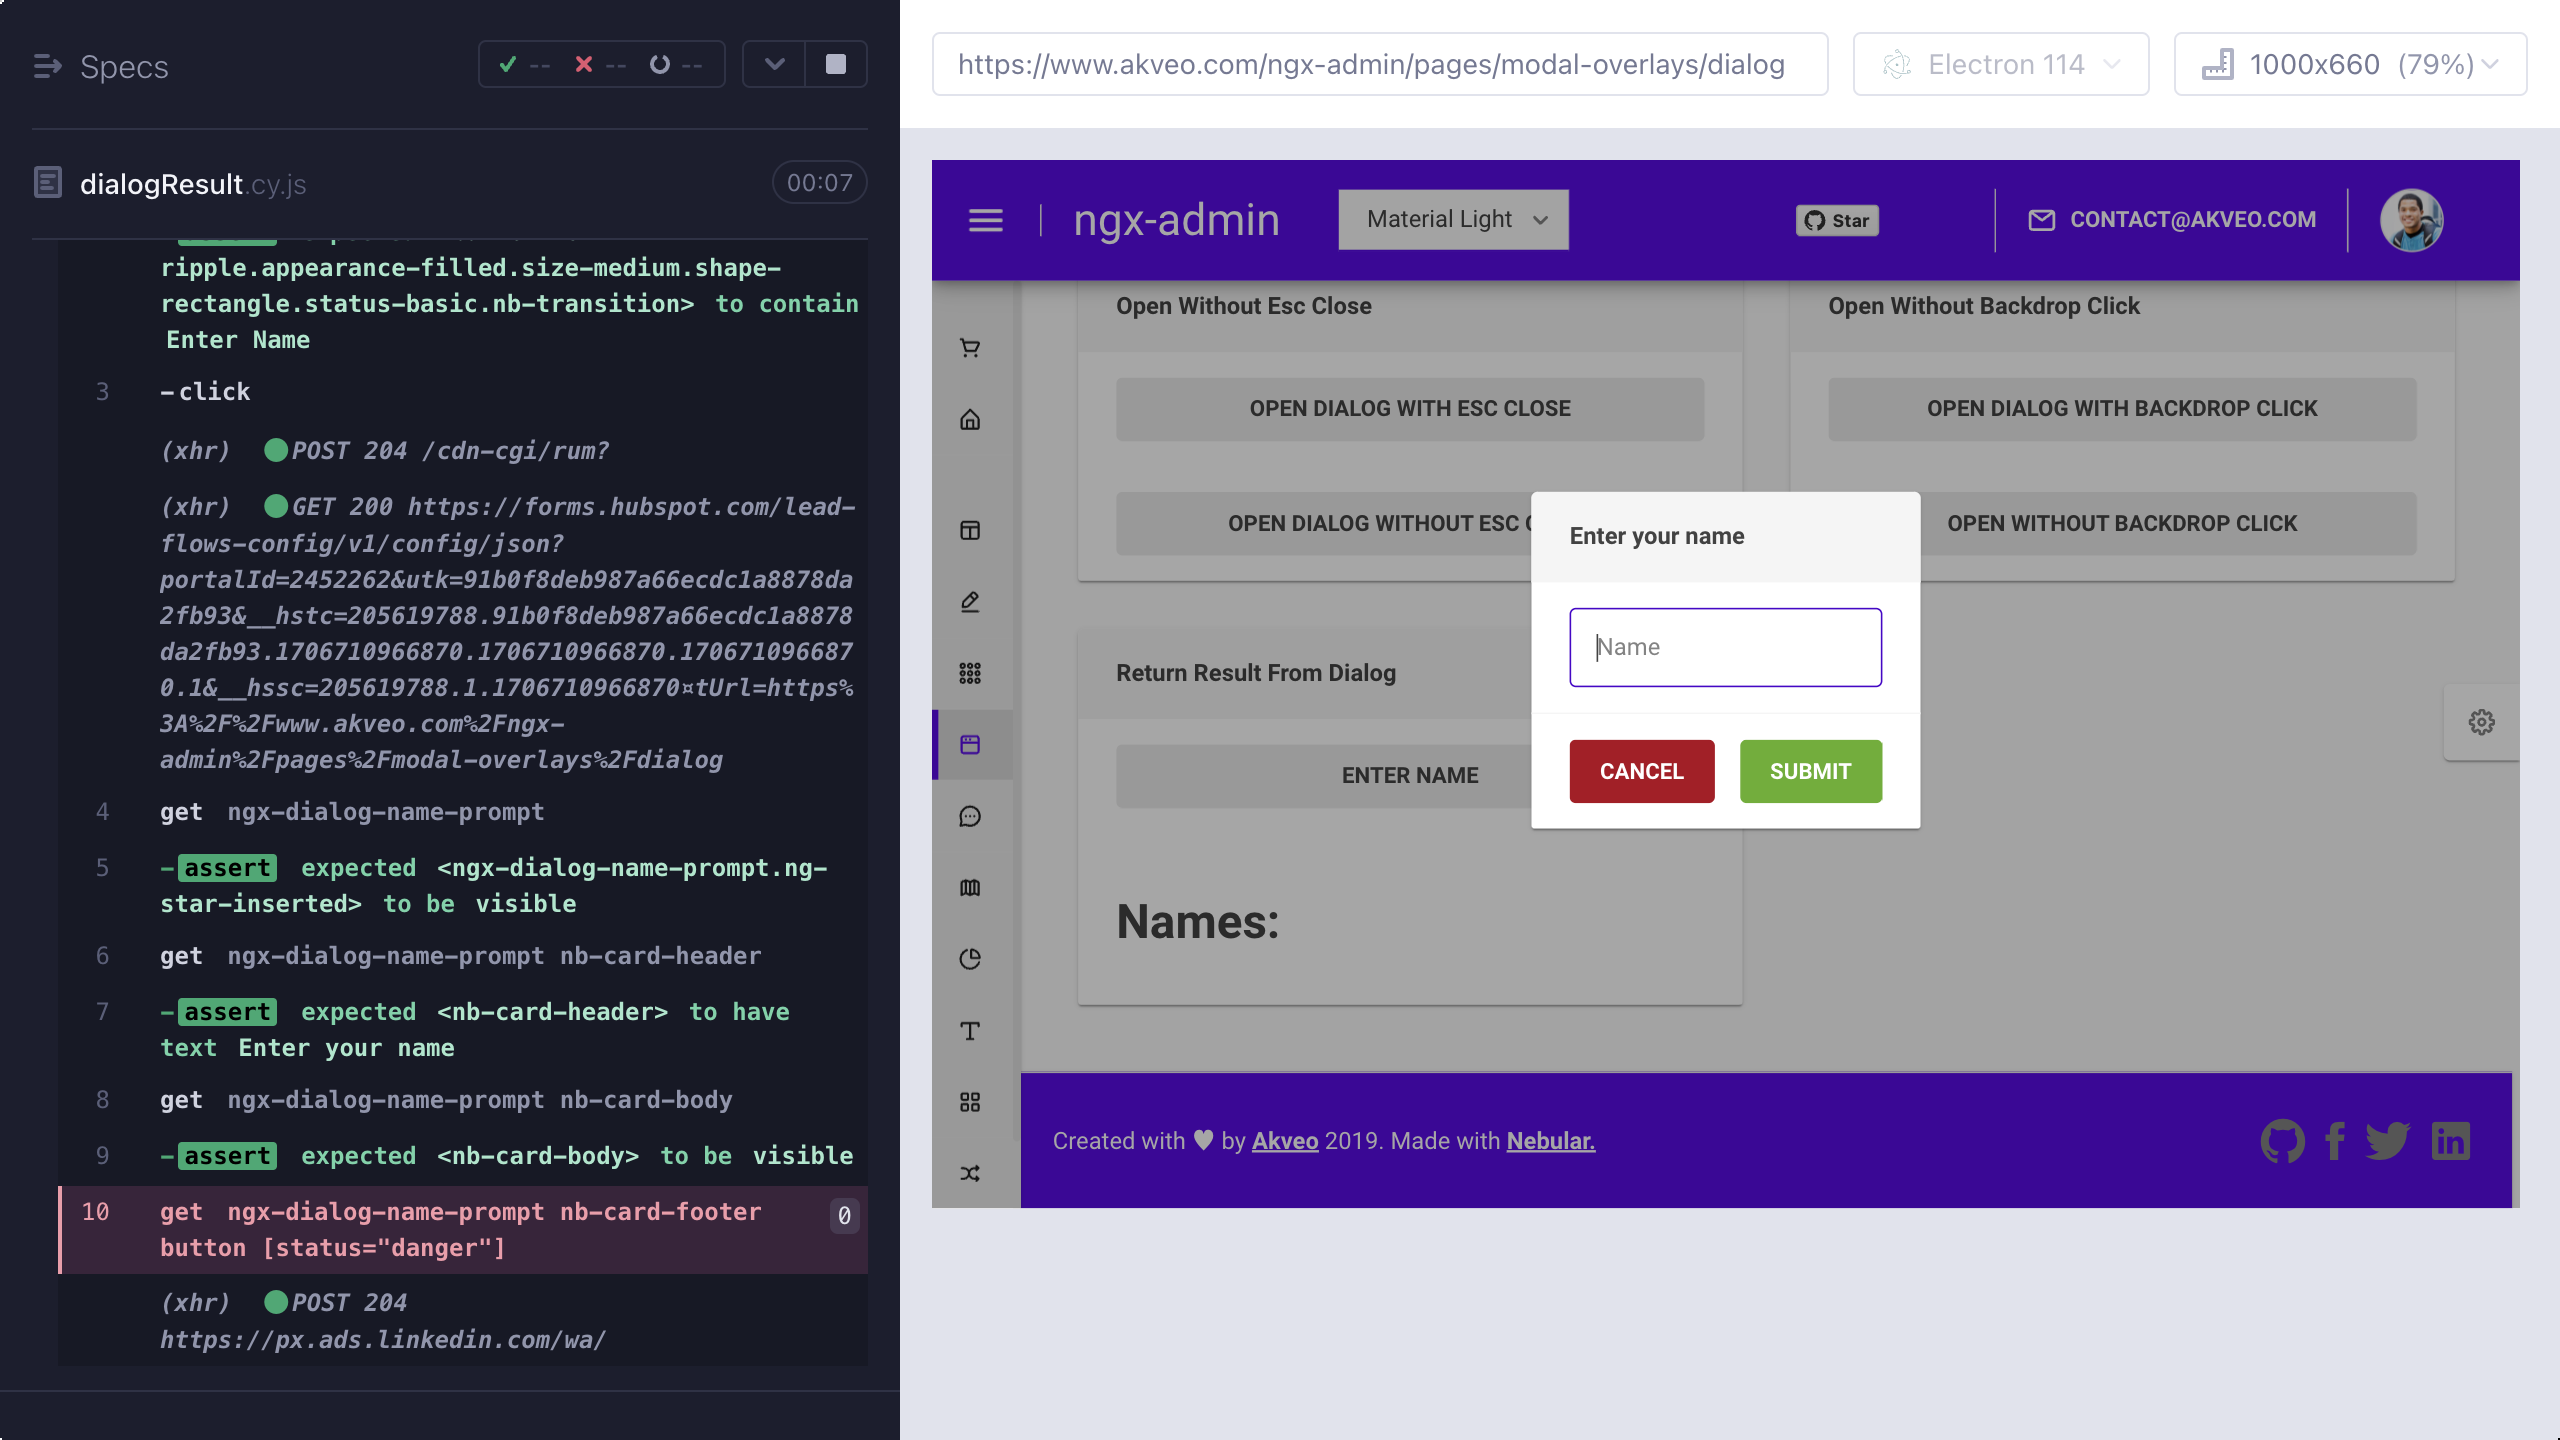 Specs
-- -- --
dialogResult.cy.js
00:07
ripple.appearance-filled.size-medium.shape-
rectangle.status-basic.nb-transition> to contain
Enter Name
3 -click
(xhr) POST 204 /cdn-cgi/rum?
(xhr) GET 200 https://forms.hubspot.com/lead-
flows-config/v1/config/json?
portalId=2452262&utk=91b0f8deb987a66ecdc1a8878da
2fb93&__hstc=205619788.91b0f8deb987a66ecdc1a8878
da2fb93.1706710966870.1706710966870.170671096687
0.1&__hssc=205619788.1.1706710966870¤tUrl=https%
3A%2F%2Fwww.akveo.com%2Fngx-
admin%2Fpages%2Fmodal-overlays%2Fdialog
4 get ngx-dialog-name-prompt
5 -assert expected <ngx-dialog-name-prompt.ng-
star-inserted> to be visible
6 get ngx-dialog-name-prompt nb-card-header
7 -assert expected <nb-card-header> to have
text Enter your name
8 get ngx-dialog-name-prompt nb-card-body
9 -assert expected <nb-card-body> to be visible
10 get ngx-dialog-name-prompt nb-card-footer
button [status="danger"]
0
(xhr) POST 204
https://px.ads.linkedin.com/wa/
https://www.akveo.com/ngx-admin/pages/modal-overlays/dialog
Electron 114
1000x660 (79%)
ngx-admin
Material Light
Star
CONTACT@AKVEO.COM
Open Without Esc Close
OPEN DIALOG WITH ESC CLOSE
OPEN DIALOG WITHOUT ESC
Open Without Backdrop Click
OPEN DIALOG WITH BACKDROP CLICK
OPEN WITHOUT BACKDROP CLICK
Enter your name
Name
CANCEL
SUBMIT
Return Result From Dialog
ENTER NAME
Names:
Created with ♥ by Akveo 2019. Made with Nebular.